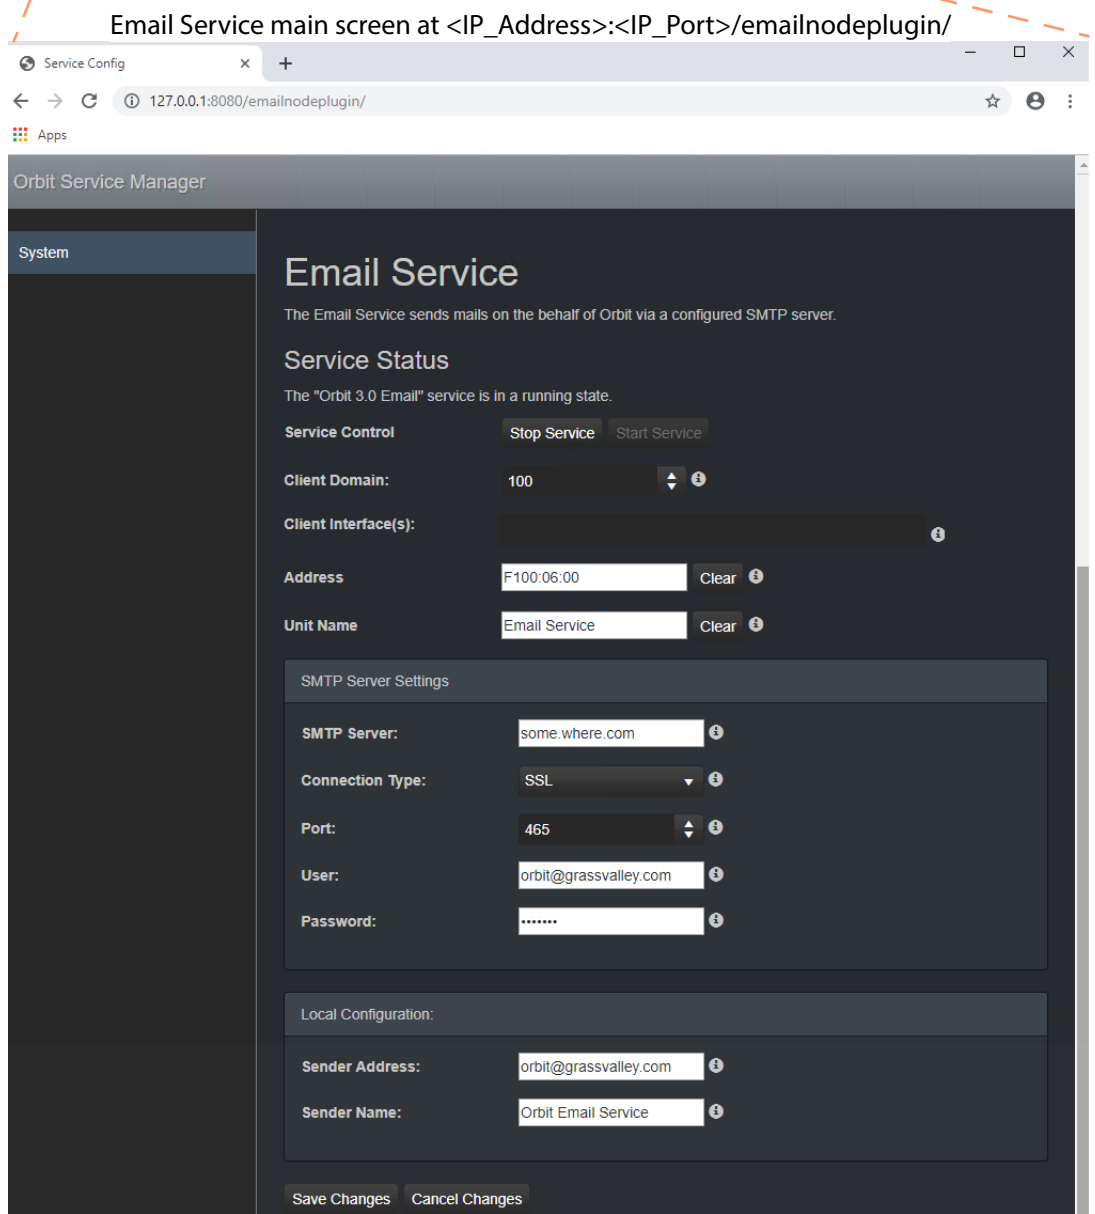 Email Service main screen at <IP_Address>:<IP_Port>/emailnodeplugin/
Service Config
127.0.0.1:8080/emailnodeplugin/
Apps
Orbit Service Manager
System
Email Service
The Email Service sends mails on the behalf of Orbit via a configured SMTP server.
Service Status
The "Orbit 3.0 Email" service is in a running state.
Service Control Stop Service Start Service
Client Domain: 100
Client Interface(s):
Address F100:06:00 Clear
Unit Name Email Service Clear
SMTP Server Settings
SMTP Server: some.where.com
Connection Type: SSL
Port: 465
User: orbit@grassvalley.com
Password: •••••••
Local Configuration:
Sender Address: orbit@grassvalley.com
Sender Name: Orbit Email Service
Save Changes Cancel Changes